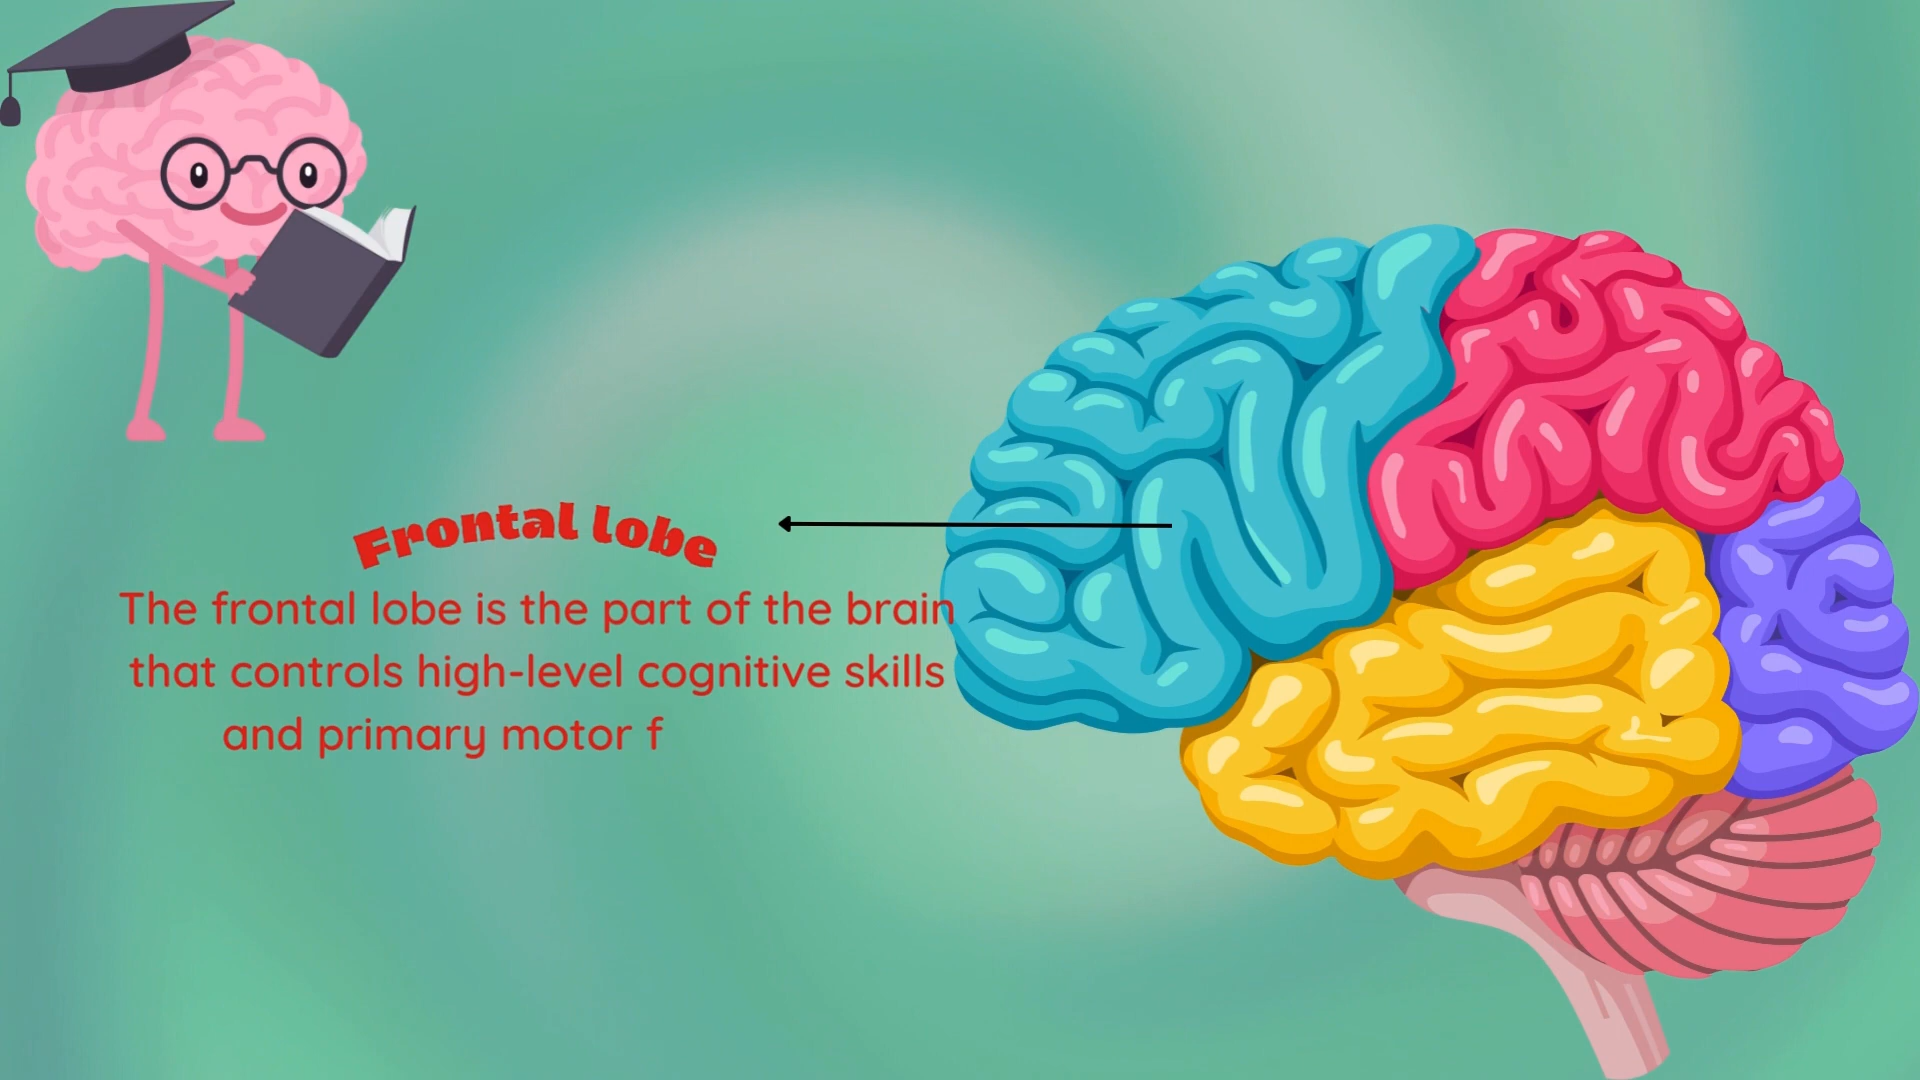 Frontal lobe
The frontal lobe is the part of the brain
that controls high-level cognitive skills
and primary motor f